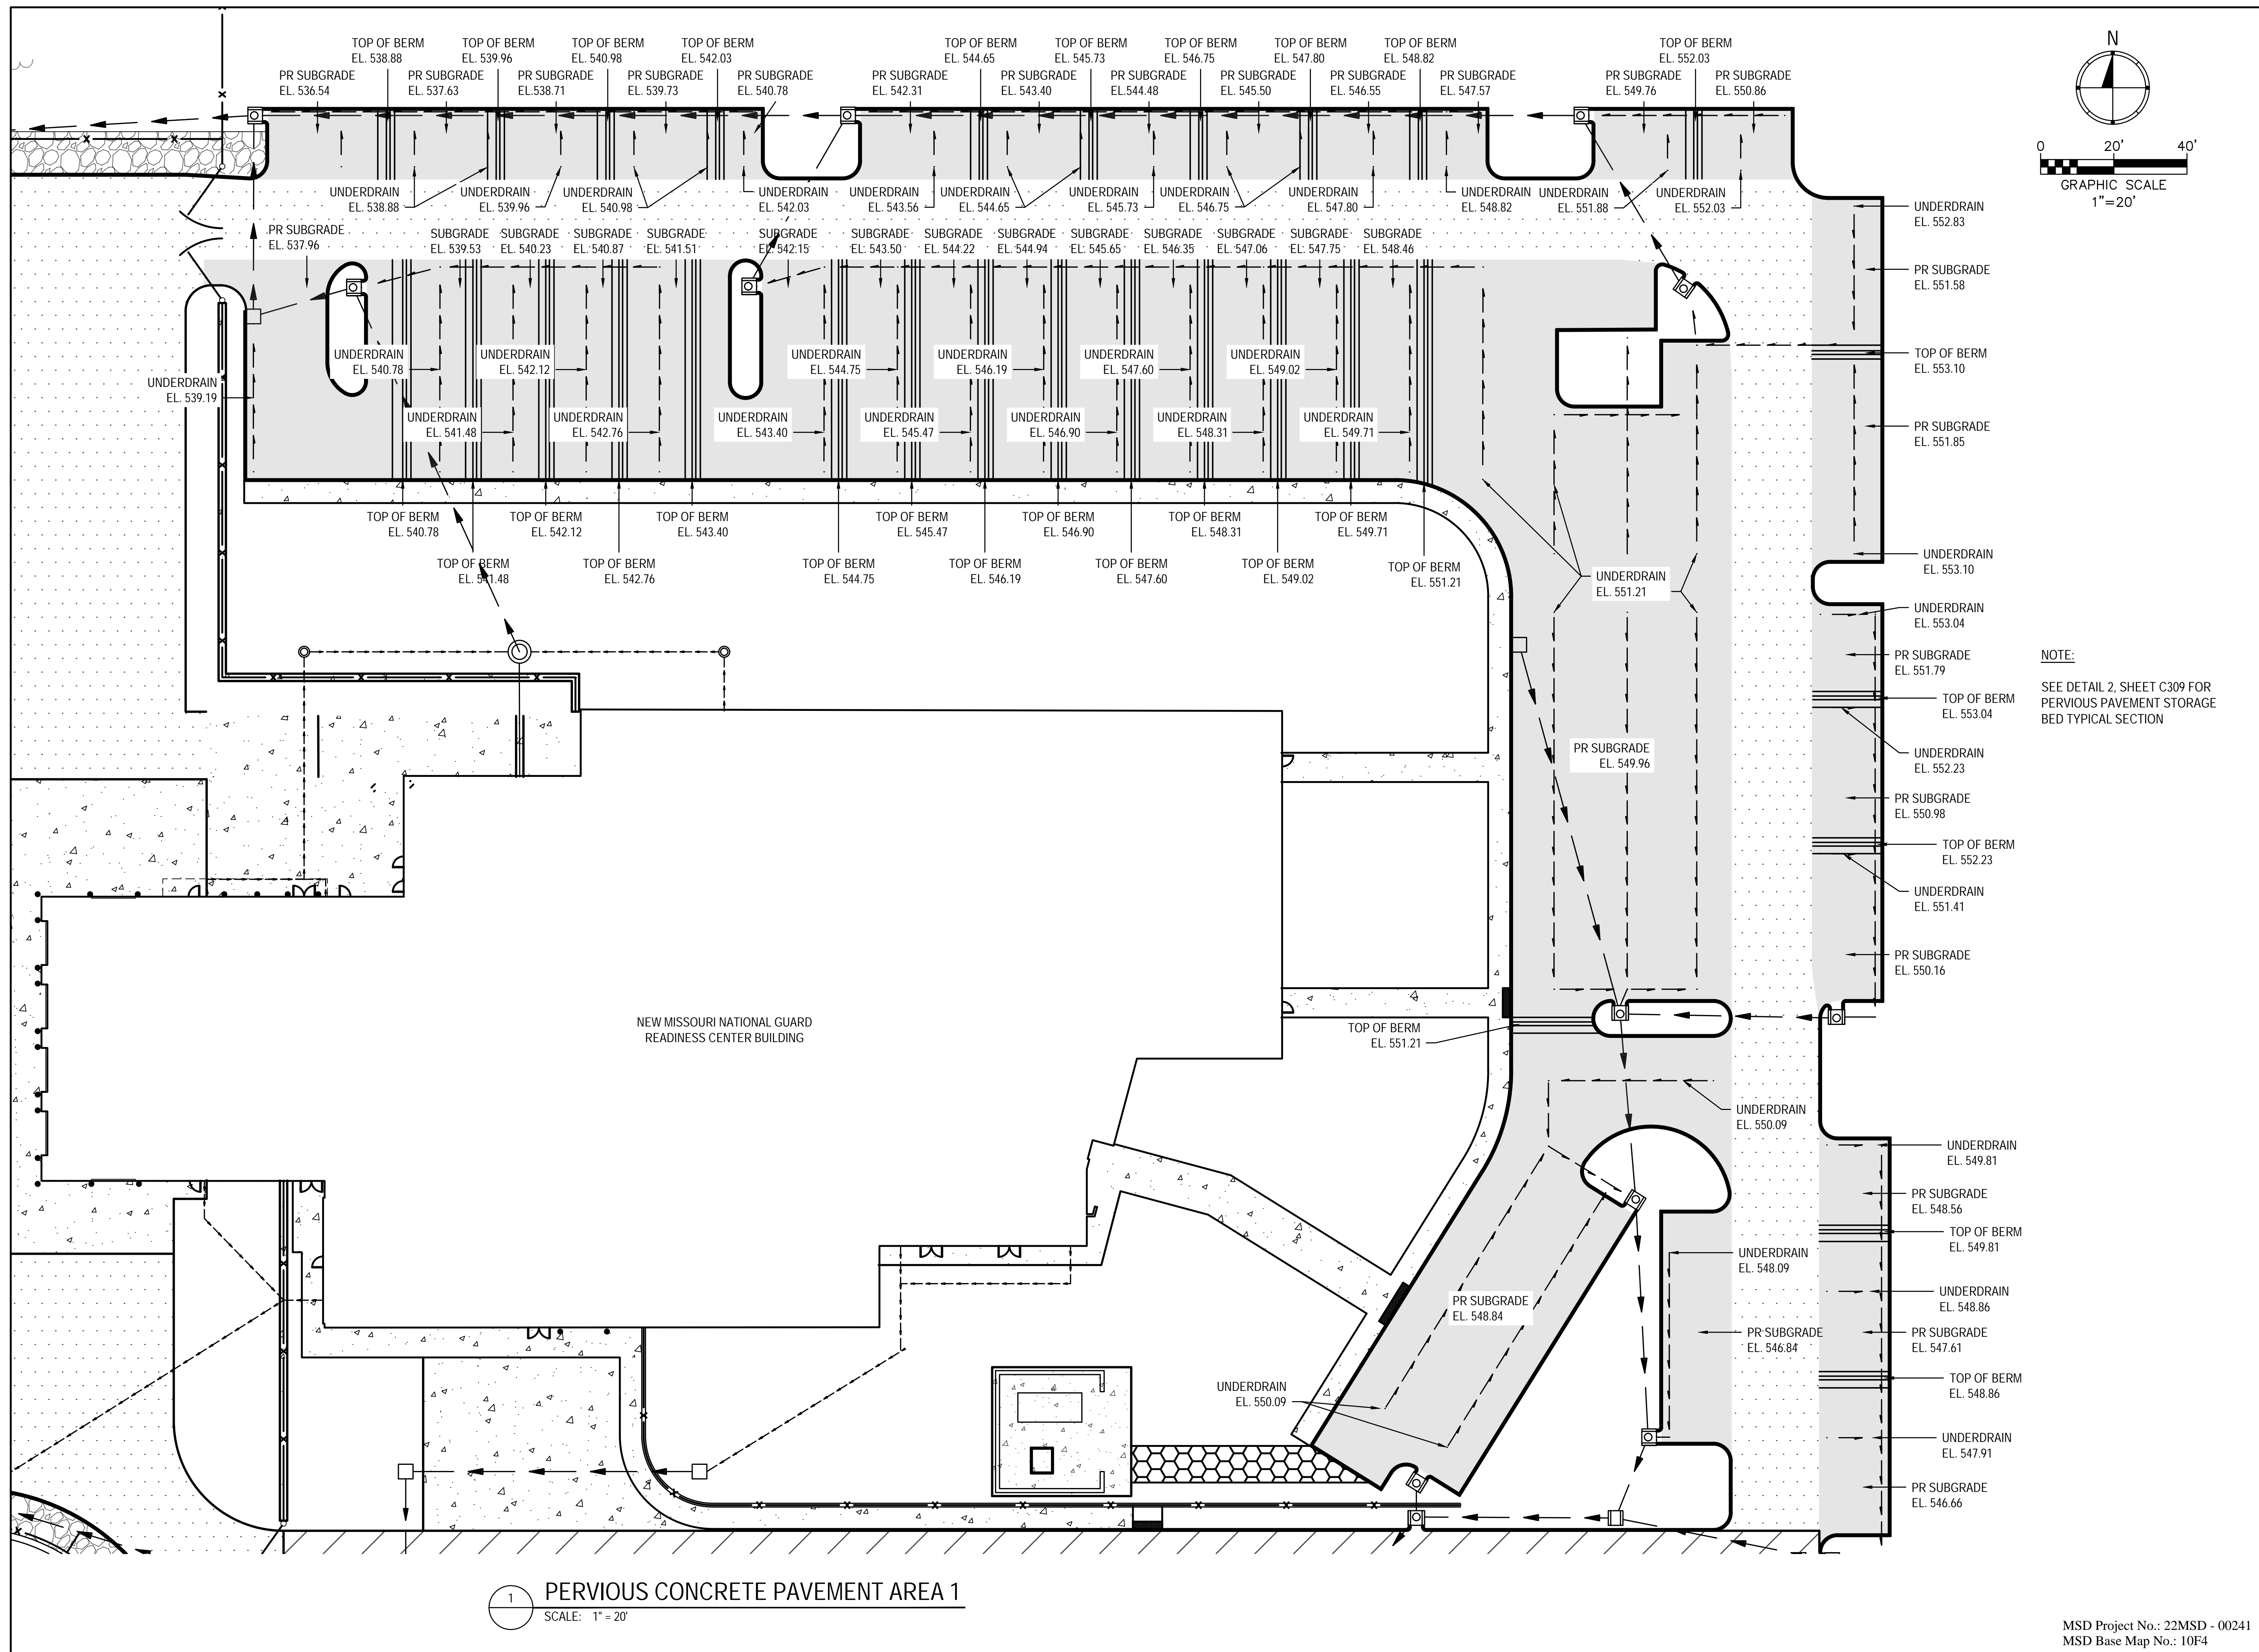 TOP OF BERM
EL. 538.88
TOP OF BERM
EL. 539.96
TOP OF BERM
EL. 540.98
TOP OF BERM
EL. 542.03
TOP OF BERM
EL. 544.65
TOP OF BERM
EL. 545.73
TOP OF BERM
EL. 546.75
TOP OF BERM
EL. 547.80
TOP OF BERM
EL. 548.82
TOP OF BERM
EL. 552.03
PR SUBGRADE
EL. 536.54
PR SUBGRADE
EL. 537.63
PR SUBGRADE
EL.538.71
PR SUBGRADE
EL. 539.73
PR SUBGRADE
EL. 540.78
PR SUBGRADE
EL. 542.31
PR SUBGRADE
EL. 543.40
PR SUBGRADE
EL.544.48
PR SUBGRADE
EL. 545.50
PR SUBGRADE
EL. 546.55
PR SUBGRADE
EL. 547.57
PR SUBGRADE
EL. 549.76
PR SUBGRADE
EL. 550.86
N
0 20' 40'
GRAPHIC SCALE
1"=20'
UNDERDRAIN
EL. 538.88
UNDERDRAIN
EL. 539.96
UNDERDRAIN
EL. 540.98
UNDERDRAIN
EL. 542.03
UNDERDRAIN
EL. 543.56
UNDERDRAIN
EL. 544.65
UNDERDRAIN
EL. 545.73
UNDERDRAIN
EL. 546.75
UNDERDRAIN
EL. 547.80
UNDERDRAIN
EL. 548.82
UNDERDRAIN
EL. 551.88
UNDERDRAIN
EL. 552.03
PR SUBGRADE
EL. 537.96
SUBGRADE
EL. 539.53
SUBGRADE
EL. 540.23
SUBGRADE
EL. 540.87
SUBGRADE
EL. 541.51
SUBGRADE
EL. 542.15
SUBGRADE
EL. 543.50
SUBGRADE
EL. 544.22
SUBGRADE
EL. 544.94
SUBGRADE
EL. 545.65
SUBGRADE
EL. 546.35
SUBGRADE
EL. 547.06
SUBGRADE
EL. 547.75
SUBGRADE
EL. 548.46
UNDERDRAIN
EL. 539.19
UNDERDRAIN
EL. 540.78
UNDERDRAIN
EL. 542.12
UNDERDRAIN
EL. 544.75
UNDERDRAIN
EL. 546.19
UNDERDRAIN
EL. 547.60
UNDERDRAIN
EL. 549.02
UNDERDRAIN
EL. 541.48
UNDERDRAIN
EL. 542.76
UNDERDRAIN
EL. 543.40
UNDERDRAIN
EL. 545.47
UNDERDRAIN
EL. 546.90
UNDERDRAIN
EL. 548.31
UNDERDRAIN
EL. 549.71
TOP OF BERM
EL. 540.78
TOP OF BERM
EL. 542.12
TOP OF BERM
EL. 543.40
TOP OF BERM
EL. 545.47
TOP OF BERM
EL. 546.90
TOP OF BERM
EL. 548.31
TOP OF BERM
EL. 549.71
TOP OF BERM
EL. 541.48
TOP OF BERM
EL. 542.76
TOP OF BERM
EL. 544.75
TOP OF BERM
EL. 546.19
TOP OF BERM
EL. 547.60
TOP OF BERM
EL. 549.02
TOP OF BERM
EL. 551.21
UNDERDRAIN
EL. 551.21
PR SUBGRADE
EL. 549.96
UNDERDRAIN
EL. 552.83
PR SUBGRADE
EL. 551.58
TOP OF BERM
EL. 553.10
PR SUBGRADE
EL. 551.85
UNDERDRAIN
EL. 553.10
UNDERDRAIN
EL. 553.04
PR SUBGRADE
EL. 551.79
TOP OF BERM
EL. 553.04
UNDERDRAIN
EL. 552.23
PR SUBGRADE
EL. 550.98
TOP OF BERM
EL. 552.23
UNDERDRAIN
EL. 551.41
PR SUBGRADE
EL. 550.16
NOTE:
SEE DETAIL 2, SHEET C309 FOR
PERVIOUS PAVEMENT STORAGE
BED TYPICAL SECTION
NEW MISSOURI NATIONAL GUARD
READINESS CENTER BUILDING
TOP OF BERM
EL. 551.21
UNDERDRAIN
EL. 550.09
UNDERDRAIN
EL. 549.81
PR SUBGRADE
EL. 548.56
TOP OF BERM
EL. 549.81
UNDERDRAIN
EL. 548.09
UNDERDRAIN
EL. 548.86
PR SUBGRADE
EL. 548.84
PR SUBGRADE
EL. 546.84
PR SUBGRADE
EL. 547.61
TOP OF BERM
EL. 548.86
UNDERDRAIN
EL. 550.09
UNDERDRAIN
EL. 547.91
PR SUBGRADE
EL. 546.66
1
PERVIOUS CONCRETE PAVEMENT AREA 1
SCALE: 1" = 20'
MSD Project No.: 22MSD - 00241
MSD Base Map No.: 10F4